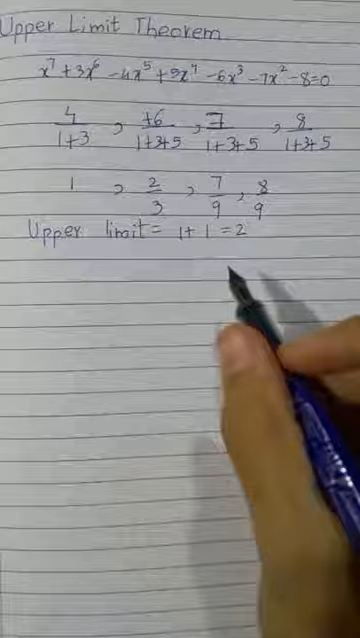 Upper Limit Theorem
x⁷ + 3x⁶ - 4x⁵ + 5x⁴ - 6x³ - 7x² - 8 = 0
4/(1+3) , +6/(1+3+5) , 7/(1+3+5) , 8/(1+3+5)
1 , 2/3 , 7/9 , 8/9
Upper limit = 1 + 1 = 2